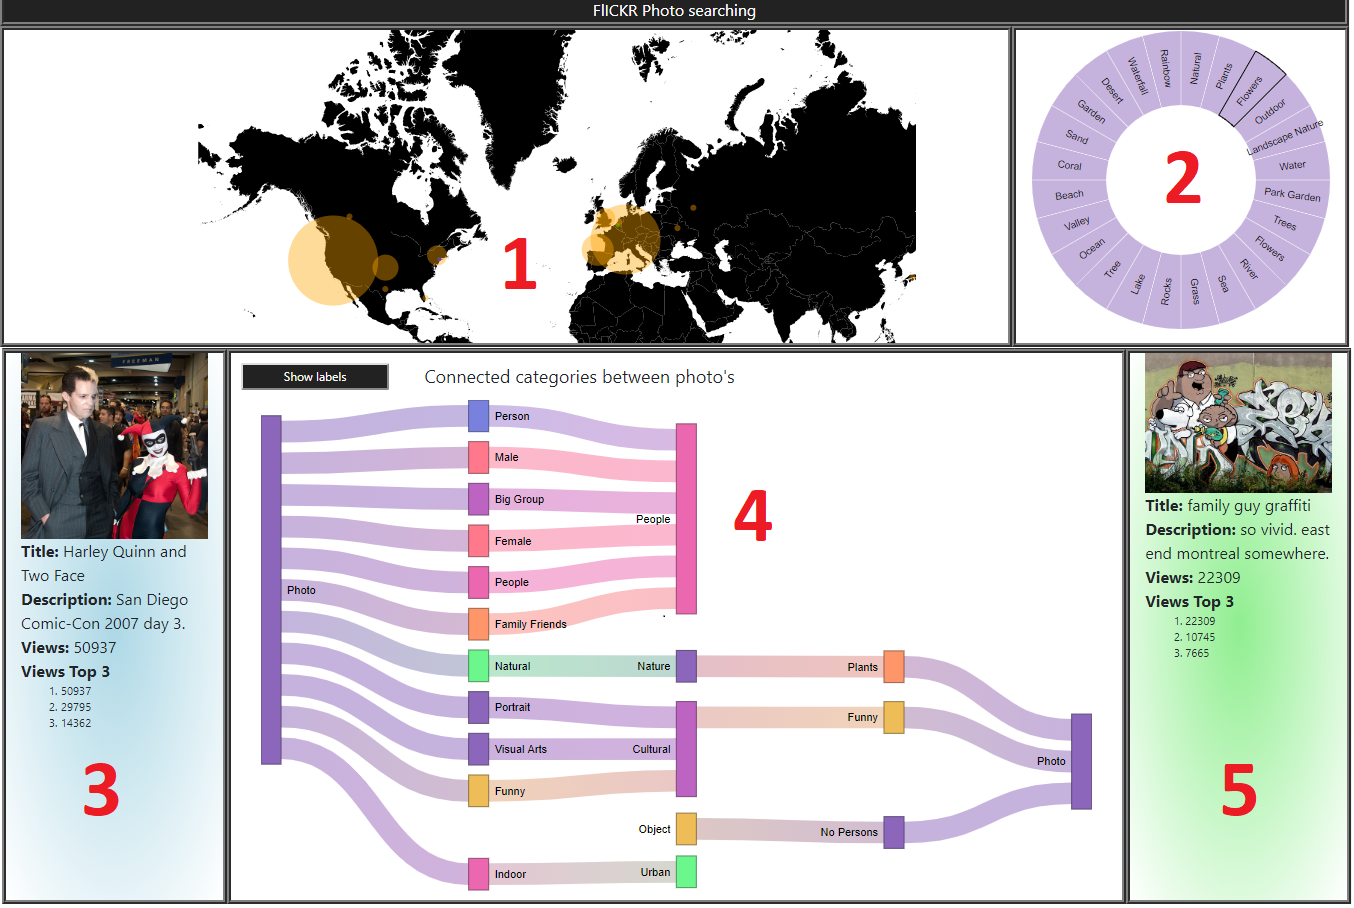 FlICKR Photo searching
1
2
Rainbow
Natural
Plants
Flowers
Outdoor
Landscape Nature
Water
Park Garden
Trees
Flowers
River
Sea
Grass
Rocks
Lake
Tree
Ocean
Valley
Beach
Coral
Sand
Garden
Desert
Waterfall
FREEMAN
Title: Harley Quinn and
Two Face
Description: San Diego
Comic-Con 2007 day 3.
Views: 50937
Views Top 3
1. 50937
2. 29795
3. 14362
3
Show labels
Connected categories between photo's
Person
Male
Big Group
Female
People
Family Friends
Natural
Portrait
Visual Arts
Funny
Indoor
Photo
People
Nature
Cultural
Object
Urban
Plants
Funny
No Persons
Photo
4
Title: family guy graffiti
Description: so vivid. east
end montreal somewhere.
Views: 22309
Views Top 3
1. 22309
2. 10745
3. 7665
5